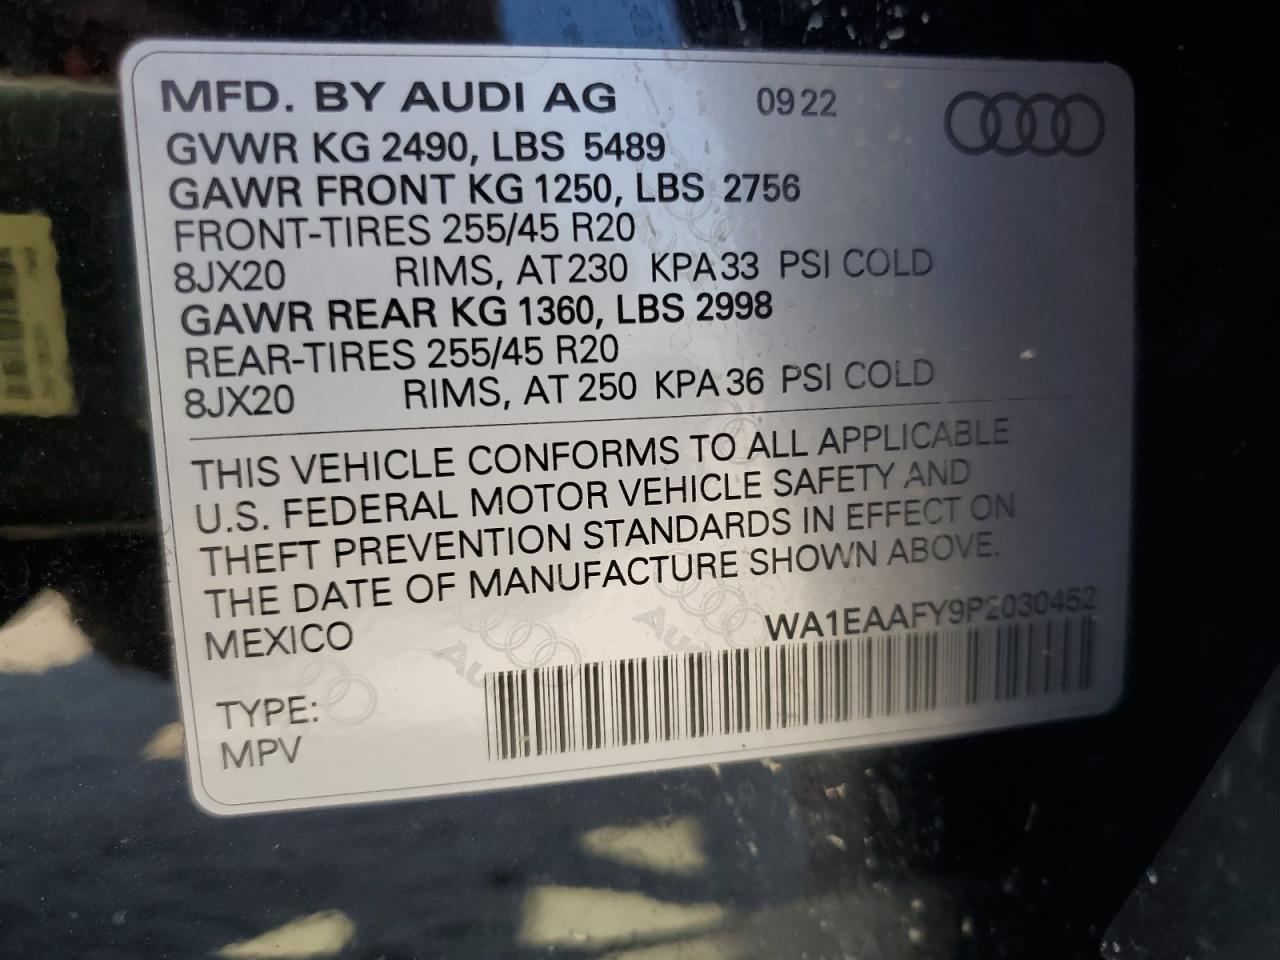 MFD. BY AUDI AG 09 22
GVWR KG 2490, LBS 5489
GAWR FRONT KG 1250, LBS 2756
FRONT-TIRES 255/45 R20
8JX20 RIMS, AT 230 KPA 33 PSI COLD
GAWR REAR KG 1360, LBS 2998
REAR-TIRES 255/45 R20
8JX20 RIMS, AT 250 KPA 36 PSI COLD
THIS VEHICLE CONFORMS TO ALL APPLICABLE
U.S. FEDERAL MOTOR VEHICLE SAFETY AND
THEFT PREVENTION STANDARDS IN EFFECT ON
THE DATE OF MANUFACTURE SHOWN ABOVE.
MEXICO
WA1EAAFY9P2030452
TYPE:
MPV